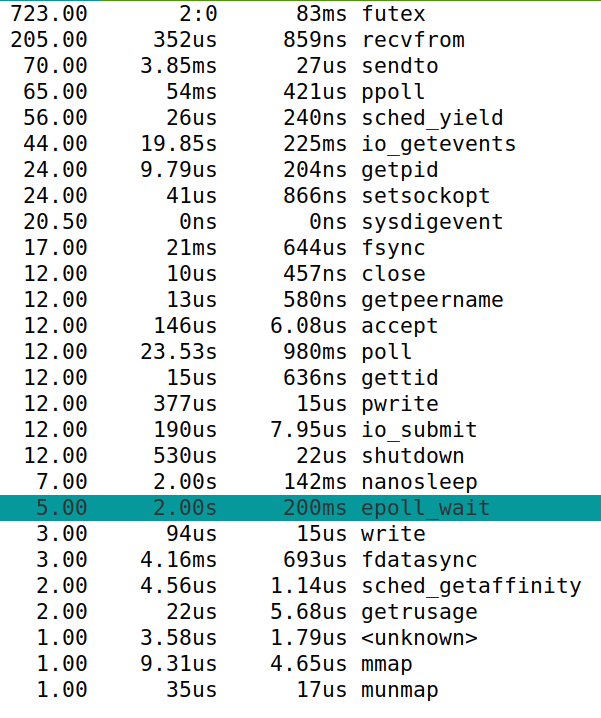 723.00 2:0 83ms futex
205.00 352us 859ns recvfrom
70.00 3.85ms 27us sendto
65.00 54ms 421us ppoll
56.00 26us 240ns sched_yield
44.00 19.85s 225ms io_getevents
24.00 9.79us 204ns getpid
24.00 41us 866ns setsockopt
20.50 0ns 0ns sysdigevent
17.00 21ms 644us fsync
12.00 10us 457ns close
12.00 13us 580ns getpeername
12.00 146us 6.08us accept
12.00 23.53s 980ms poll
12.00 15us 636ns gettid
12.00 377us 15us pwrite
12.00 190us 7.95us io_submit
12.00 530us 22us shutdown
7.00 2.00s 142ms nanosleep
5.00 2.00s 200ms epoll_wait
3.00 94us 15us write
3.00 4.16ms 693us fdatasync
2.00 4.56us 1.14us sched_getaffinity
2.00 22us 5.68us getrusage
1.00 3.58us 1.79us <unknown>
1.00 9.31us 4.65us mmap
1.00 35us 17us munmap